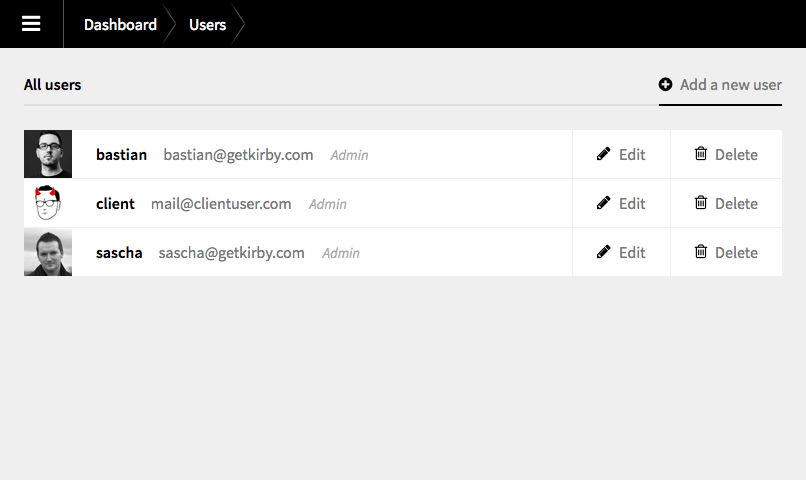 Dashboard Users
All users Add a new user
bastian bastian@getkirby.com Admin Edit Delete
client mail@clientuser.com Admin Edit Delete
sascha sascha@getkirby.com Admin Edit Delete